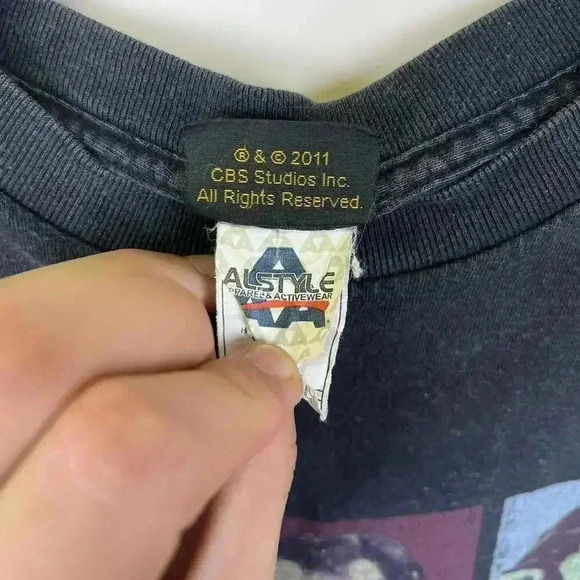 ® & © 2011
CBS Studios Inc.
All Rights Reserved.
ALSTYLE
APPAREL & ACTIVEWEAR